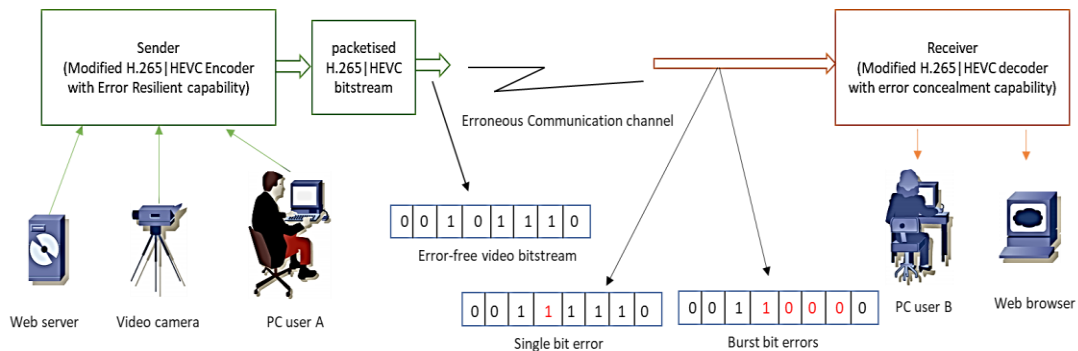 Sender
(Modified H.265|HEVC Encoder
with Error Resilient capability)
packetised
H.265|HEVC
bitstream
Erroneous Communication channel
Receiver
(Modified H.265|HEVC decoder
with error concealment capability)
0 0 1 0 1 1 1 0
Error-free video bitstream
0 0 1 1 1 1 1 0
Single bit error
0 0 1 1 0 0 0 0
Burst bit errors
Web server
Video camera
PC user A
PC user B
Web browser